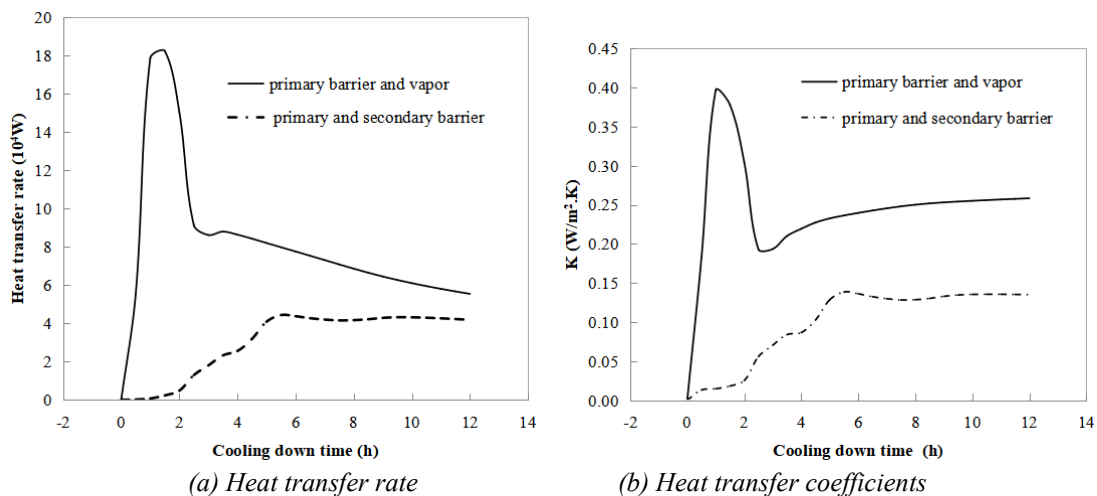 20
18
16
14
12
10
8
6
4
2
0
-2 0 2 4 6 8 10 12 14
Heat transfer rate (10⁴W)
Cooling down time (h)
primary barrier and vapor
primary and secondary barrier
(a) Heat transfer rate
0.45
0.40
0.35
0.30
0.25
0.20
0.15
0.10
0.05
0.00
-2 0 2 4 6 8 10 12 14
K (W/m².K)
Cooling down time (h)
primary barrier and vapor
primary and secondary barrier
(b) Heat transfer coefficients